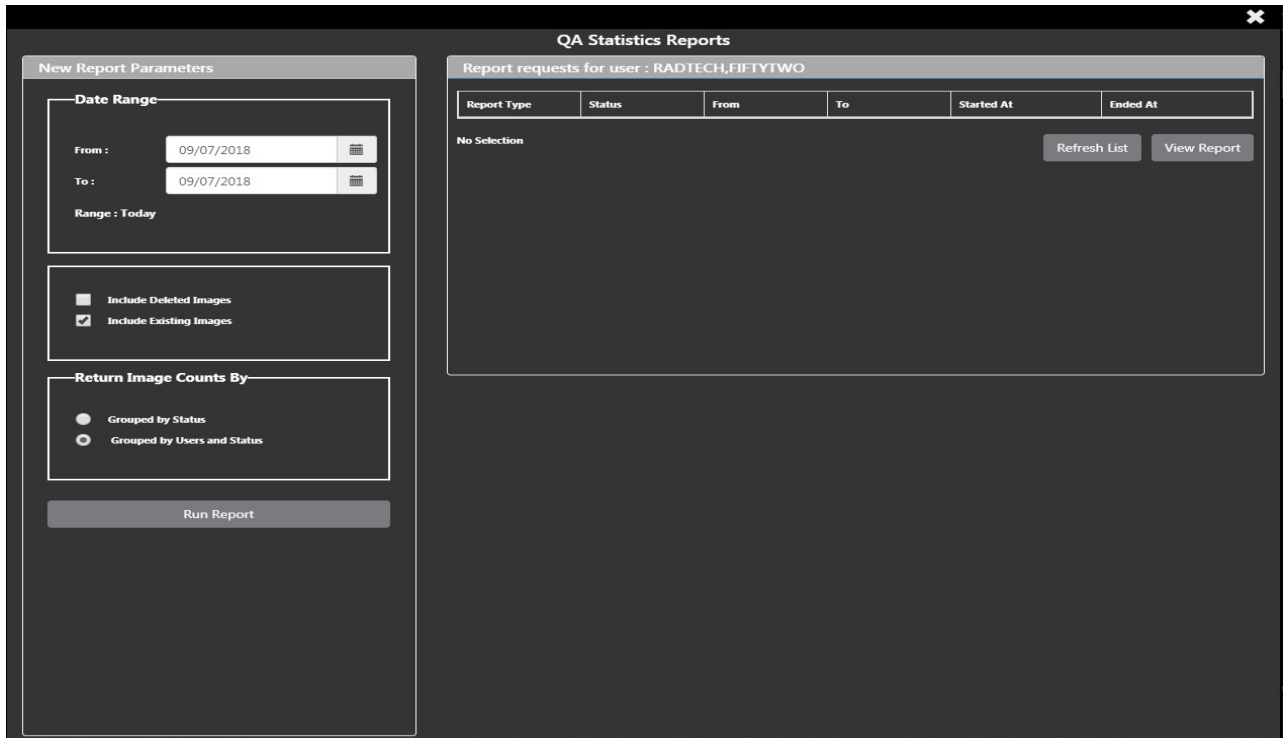 QA Statistics Reports
New Report Parameters
Date Range
From :
09/07/2018
To :
09/07/2018
Range : Today
Include Deleted Images
Include Existing Images
Return Image Counts By
Grouped by Status
Grouped by Users and Status
Run Report
Report requests for user : RADTECH,FIFTYTWO
Report Type Status From To Started At Ended At
No Selection
Refresh List View Report